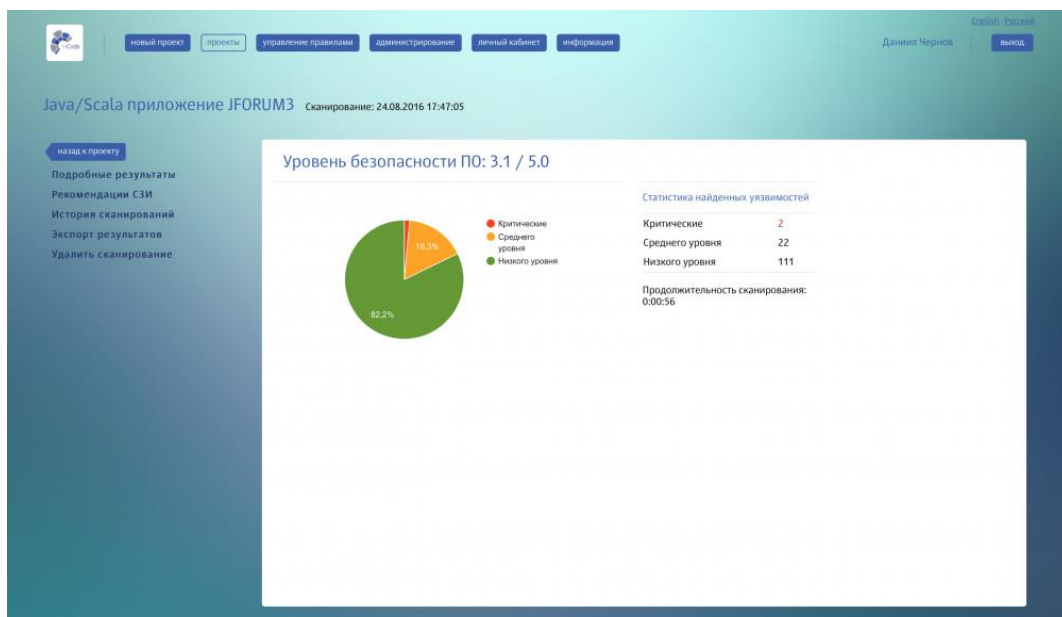 English Русский
inCode
новый проект
проекты
управление правилами
администрирование
личный кабинет
информация
Даниил Чернов
выход
Java/Scala приложение JFORUM3 Сканирование: 24.08.2016 17:47:05
назад к проекту
Подробные результаты
Рекомендации СЗИ
История сканирований
Экспорт результатов
Удалить сканирование
Уровень безопасности ПО: 3.1 / 5.0
16,3%
82,2%
Критические
Среднего
уровня
Низкого уровня
Статистика найденных уязвимостей
Критические 2
Среднего уровня 22
Низкого уровня 111
Продолжительность сканирования:
0:00:56